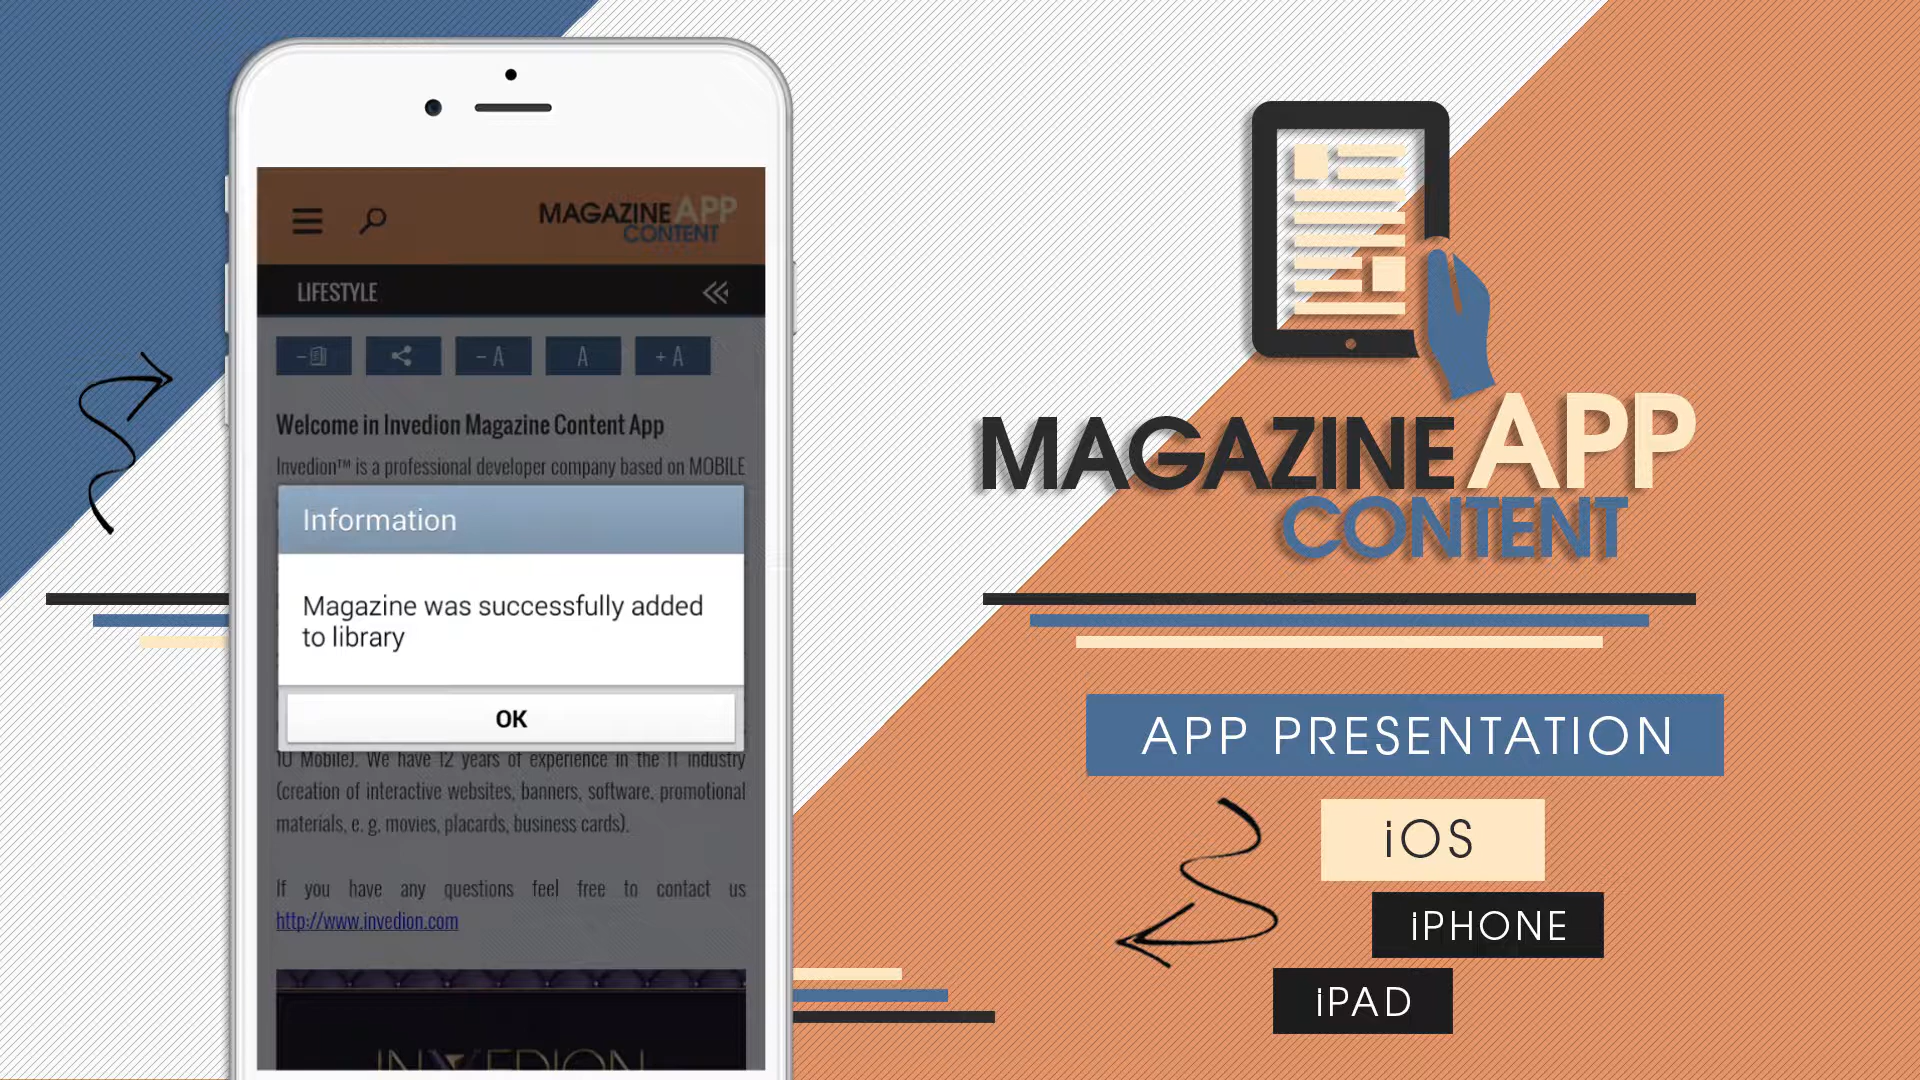 MAGAZINE APP
CONTENT
LIFESTYLE
- A
A
+ A
Welcome in Invedion Magazine Content App
Invedion™ is a professional developer company based on MOBILE
Information
Magazine was successfully added
to library
OK
10 Mobile). We have 12 years of experience in the IT industry
(creation of interactive websites, banners, software, promotional
materials, e. g, movies, placards, business cards).
If you have any questions feel free to contact us
http://www.invedion.com
INVEDION
MAGAZINE APP
CONTENT
APP PRESENTATION
iOS
iPHONE
iPAD